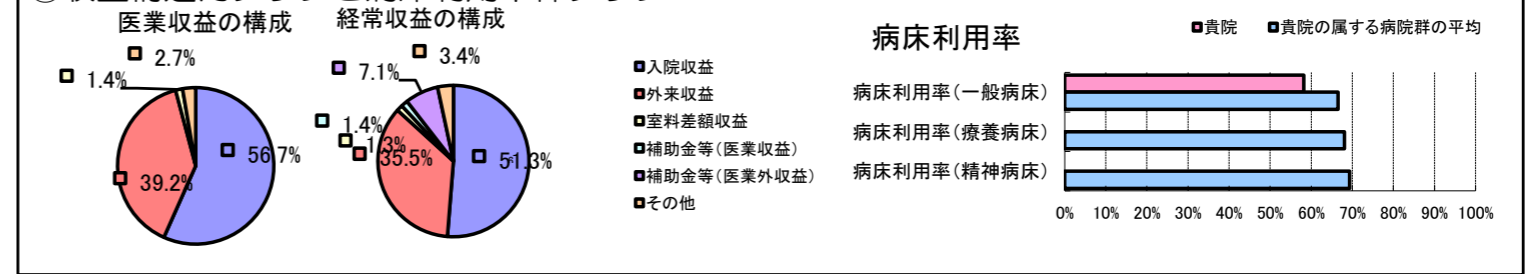 医業収益の構成
2.7%
1.4%
56.7%
39.2%
経常収益の構成
3.4%
7.1%
1.4%
1.3%
35.5%
51.3%
入院収益
外来収益
室料差額収益
補助金等(医業収益)
補助金等(医業外収益)
その他
病床利用率
貴院
貴院の属する病院群の平均
病床利用率(一般病床)
病床利用率(療養病床)
病床利用率(精神病床)
0% 10% 20% 30% 40% 50% 60% 70% 80% 90% 100%